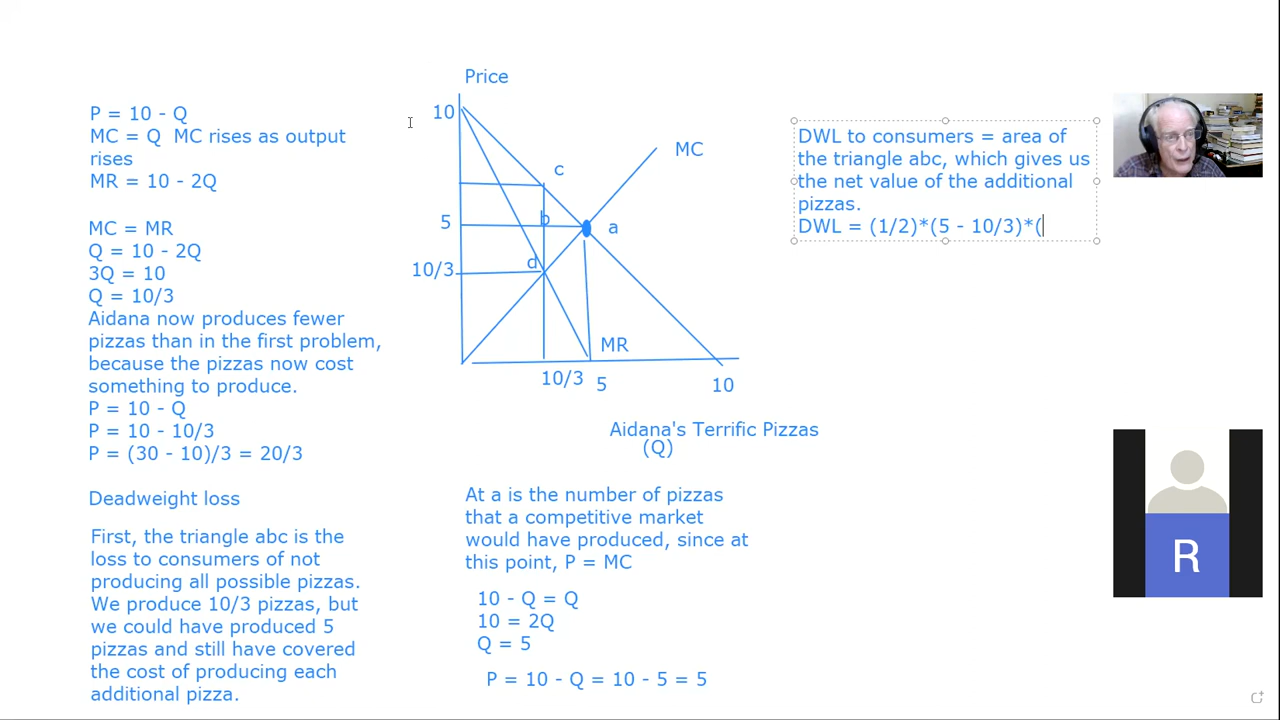 P = 10 - Q
MC = Q  MC rises as output
rises
MR = 10 - 2Q
MC = MR
Q = 10 - 2Q
3Q = 10
Q = 10/3
Aidana now produces fewer
pizzas than in the first problem,
because the pizzas now cost
something to produce.
P = 10 - Q
P = 10 - 10/3
P = (30 - 10)/3 = 20/3
Deadweight loss
First, the triangle abc is the
loss to consumers of not
producing all possible pizzas.
We produce 10/3 pizzas, but
we could have produced 5
pizzas and still have covered
the cost of producing each
additional pizza.
Price
10
MC
c
5
b
a
10/3
d
MR
10/3
5
10
Aidana's Terrific Pizzas
(Q)
At a is the number of pizzas
that a competitive market
would have produced, since at
this point, P = MC
10 - Q = Q
10 = 2Q
Q = 5
P = 10 - Q = 10 - 5 = 5
DWL to consumers = area of
the triangle abc, which gives us
the net value of the additional
pizzas.
DWL = (1/2)*(5 - 10/3)*(
R